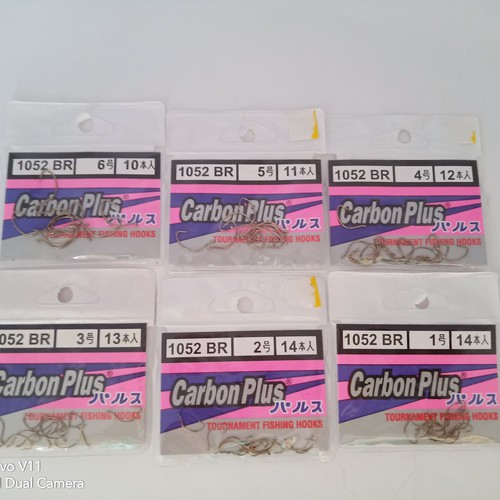 1052 BR 6号 10本入
Carbon Plus®
パルス
TOURNAMENT FISHING HOOKS
1052 BR 5号 11本入
Carbon Plus®
パルス
TOURNAMENT FISHING HOOKS
1052 BR 4号 12本入
Carbon Plus®
パルス
TOURNAMENT FISHING HOOKS
052 BR 3号 13本入
Carbon Plus®
パルス
TOURNAMENT FISHING HOOKS
1052 BR 2号 14本入
Carbon Plus®
パルス
TOURNAMENT FISHING HOOKS
1052 BR 1号 14本入
Carbon Plus®
パルス
TOURNAMENT FISHING HOOKS
vo V11
Dual Camera